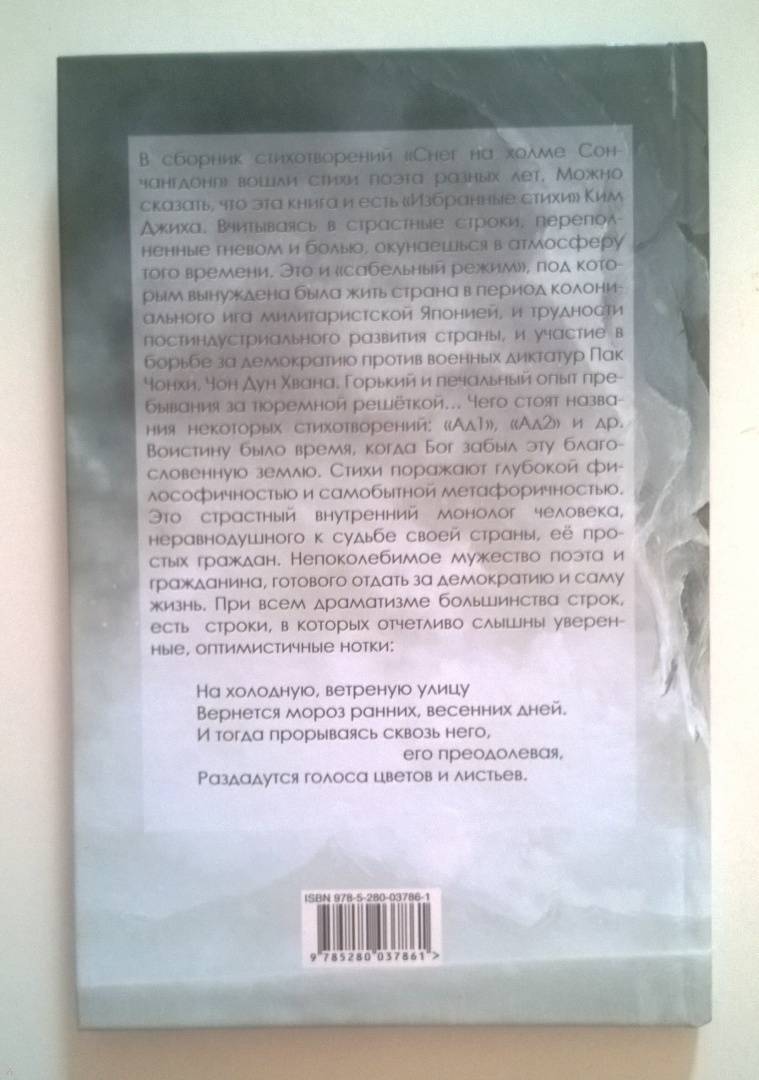 В сборник стихотворений «Снег на холме Сон-
чангдонг» вошли стихи поэта разных лет. Можно
сказать, что эта книга и есть «Избранные стихи» Ким
Джиха. Вчитываясь в страстные строки, перепол-
ненные гневом и болью, окунаешься в атмосферу
того времени. Это и «сабельный режим», под кото-
рым вынуждена была жить страна в период колони-
ального ига милитаристской Японией, и трудности
постиндустриального развития страны, и участие в
борьбе за демократию против военных диктатур Пак
Чонхи, Чон Дун Хвана. Горький и печальный опыт пре-
бывания за тюремной решёткой... Чего стоят назва-
ния некоторых стихотворений: «Ад1», «Ад2» и др.
Воистину было время, когда Бог забыл эту благо-
словенную землю. Стихи поражают глубокой фи-
лософичностью и самобытной метафоричностью.
Это страстный внутренний монолог человека,
неравнодушного к судьбе своей страны, её про-
стых граждан. Непоколебимое мужество поэта и
гражданина, готового отдать за демократию и саму
жизнь. При всем драматизме большинства строк,
есть строки, в которых отчетливо слышны уверен-
ные, оптимистичные нотки:
На холодную, ветреную улицу
Вернется мороз ранних, весенних дней.
И тогда прорываясь сквозь него,
его преодолевая,
Раздадутся голоса цветов и листьев.
ISBN 978-5-280-03786-1
9 785280 037861 >